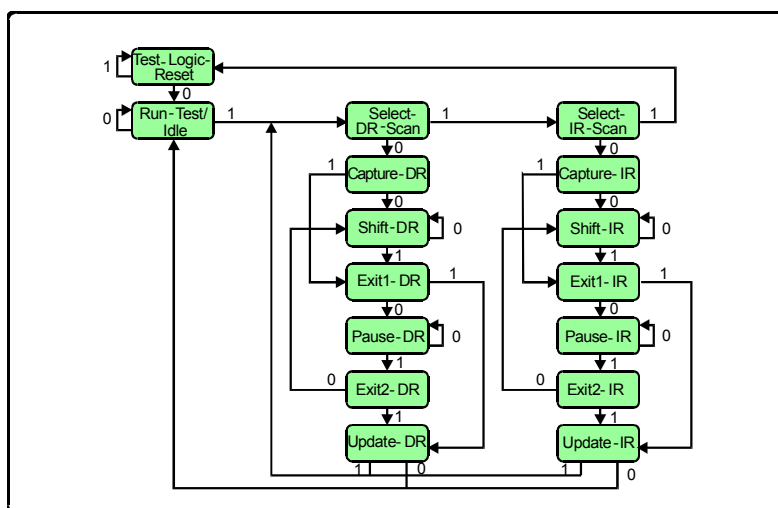 Test-Logic-
Reset
1
0
Run-Test/
Idle
0
1
Select-
DR-Scan
1
Select-
IR-Scan
1
0
0
1
Capture-DR
1
Capture-IR
0
0
Shift-DR
0
Shift-IR
0
1
1
Exit1-DR
1
Exit1-IR
1
0
0
Pause-DR
0
Pause-IR
0
1
1
0
Exit2-DR
0
Exit2-IR
1
1
Update-DR
Update-IR
1
0
1
0